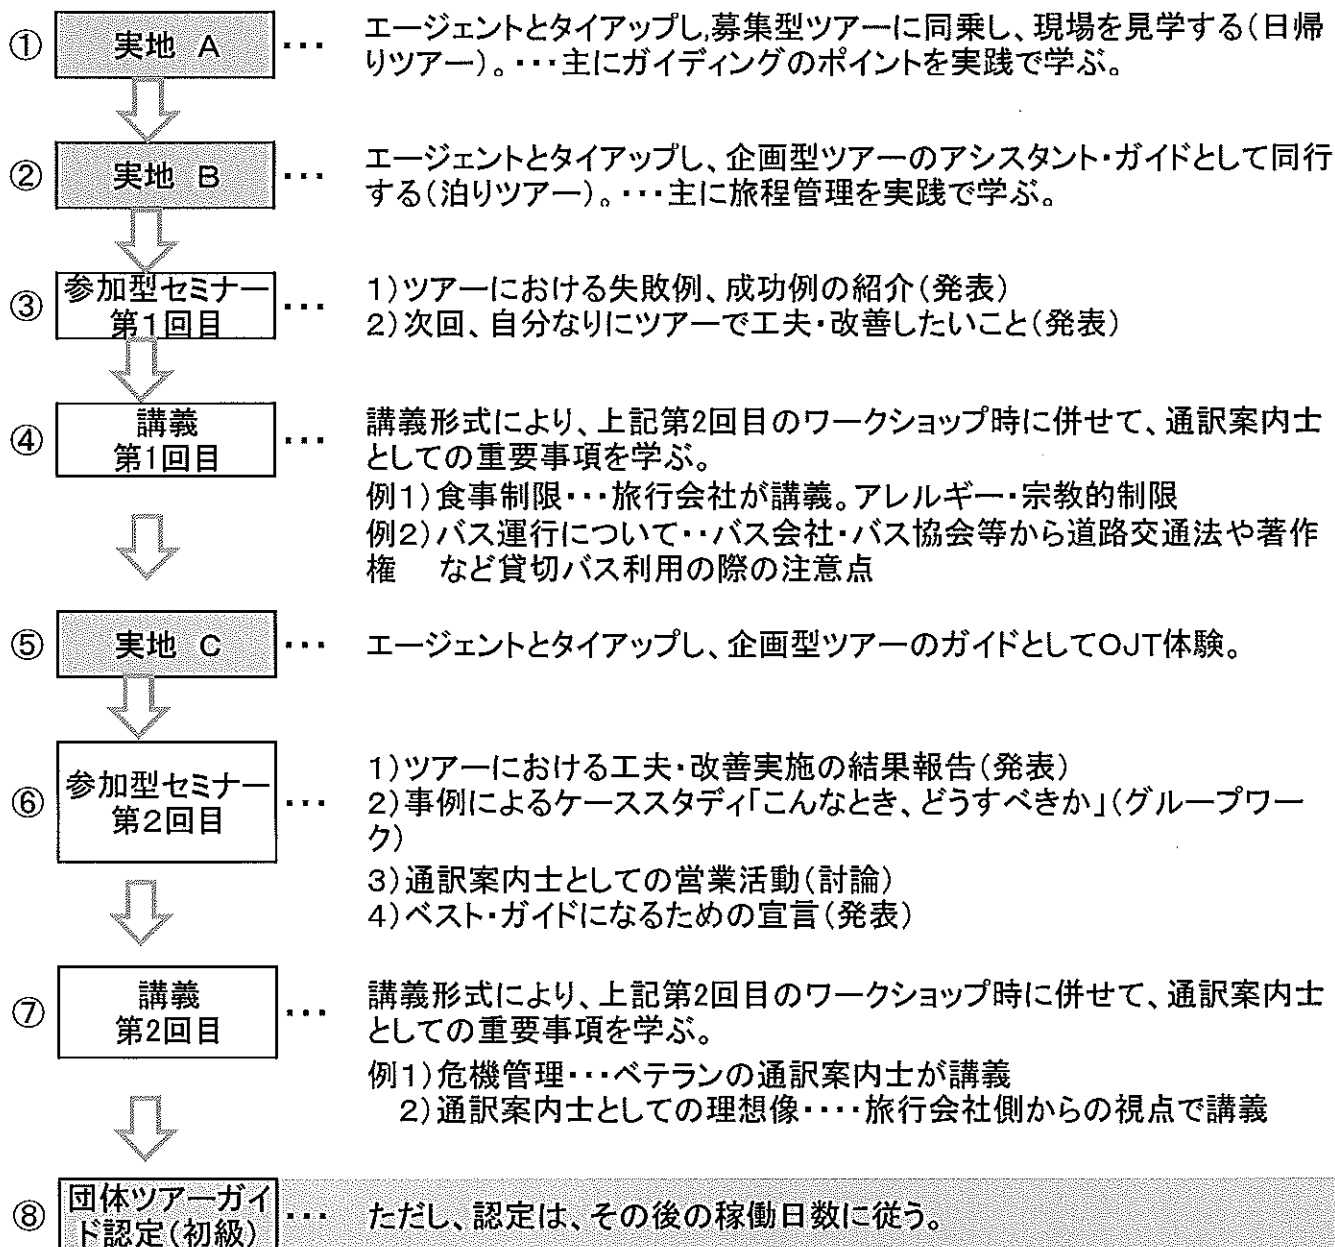 ① 実地 A ・・・ エージェントとタイアップし,募集型ツアーに同乗し、現場を見学する(日帰
りツアー)。・・・主にガイディングのポイントを実践で学ぶ。
② 実地 B ・・・ エージェントとタイアップし、企画型ツアーのアシスタント・ガイドとして同行
する(泊りツアー)。・・・主に旅程管理を実践で学ぶ。
③ 参加型セミナー
第1回目 ・・・
1)ツアーにおける失敗例、成功例の紹介(発表)
2)次回、自分なりにツアーで工夫・改善したいこと(発表)
④ 講義
第1回目 ・・・
講義形式により、上記第2回目のワークショップ時に併せて、通訳案内士
としての重要事項を学ぶ。
例1)食事制限・・・旅行会社が講義。アレルギー・宗教的制限
例2)バス運行について・・バス会社・バス協会等から道路交通法や著作
権 など貸切バス利用の際の注意点
⑤ 実地 C ・・・ エージェントとタイアップし、企画型ツアーのガイドとしてOJT体験。
⑥ 参加型セミナー
第2回目 ・・・
1)ツアーにおける工夫・改善実施の結果報告(発表)
2)事例によるケーススタディ「こんなとき、どうすべきか」(グループワー
ク)
3)通訳案内士としての営業活動(討論)
4)ベスト・ガイドになるための宣言(発表)
⑦ 講義
第2回目 ・・・
講義形式により、上記第2回目のワークショップ時に併せて、通訳案内士
としての重要事項を学ぶ。
例1)危機管理・・・ベテランの通訳案内士が講義
2)通訳案内士としての理想像・・・・旅行会社側からの視点で講義
⑧ 団体ツアーガイ
ド認定(初級) ・・・ ただし、認定は、その後の稼働日数に従う。